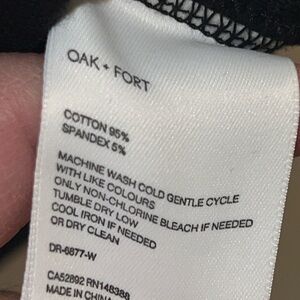 OAK + FORT
COTTON 95%
SPANDEX 5%
MACHINE WASH COLD GENTLE CYCLE
WITH LIKE COLOURS
ONLY NON-CHLORINE BLEACH IF NEEDED
TUMBLE DRY LOW
COOL IRON IF NEEDED
OR DRY CLEAN
DR-6877-W
CA52892 RN148388
MADE IN CHINA